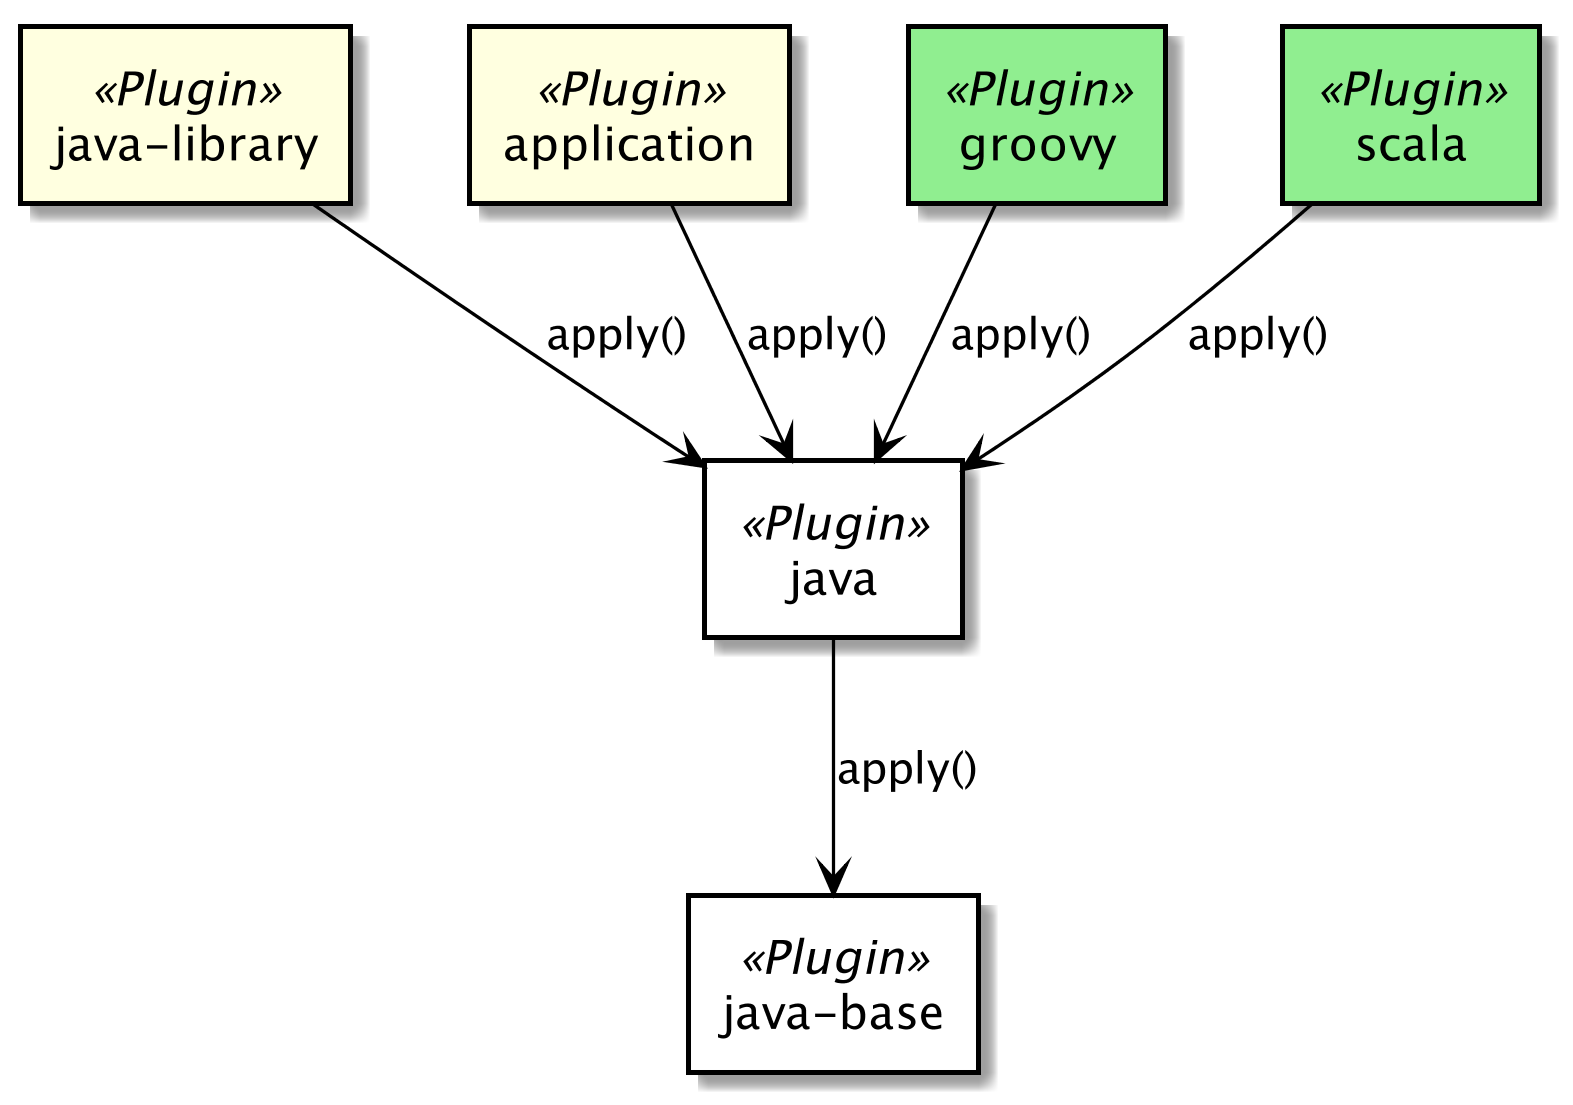 «Plugin»
java-library
«Plugin»
application
«Plugin»
groovy
«Plugin»
scala
apply()
apply()
apply()
apply()
«Plugin»
java
apply()
«Plugin»
java-base